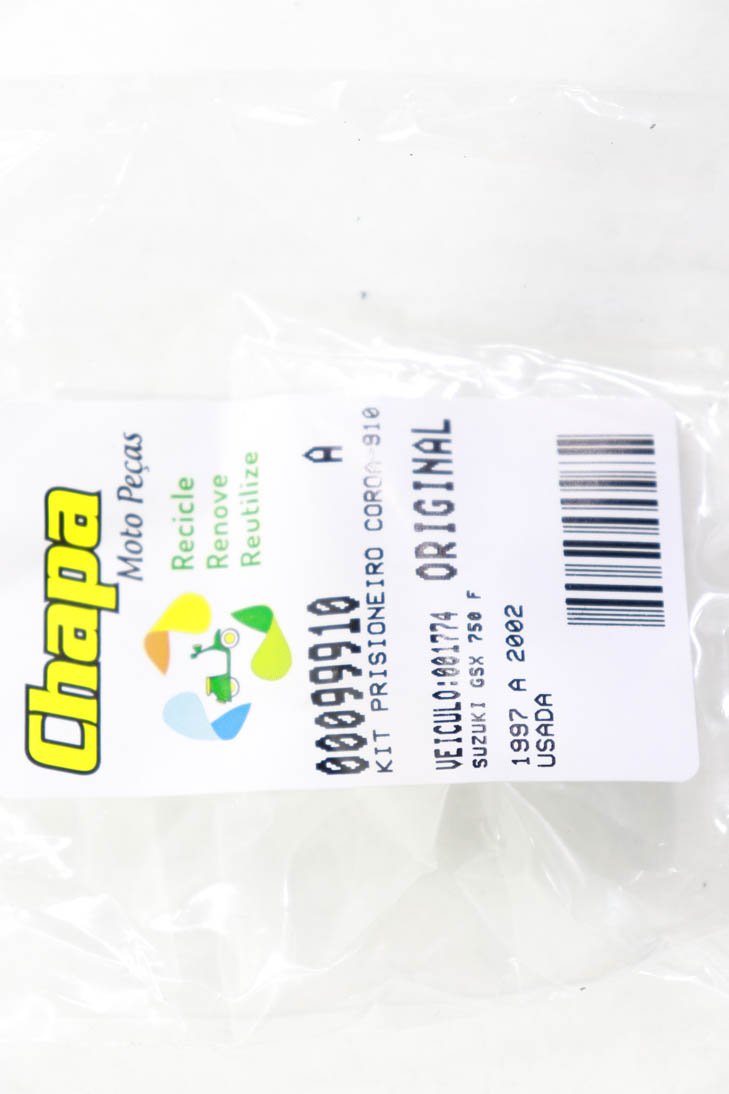 Chapa
Moto Peças
Recicle
Renove
Reutilize
00099910 A
KIT PRISIONEIRO COROA-910
VEICULO:001774 ORIGINAL
SUZUKI GSX 750 F
1997 A 2002
USADA